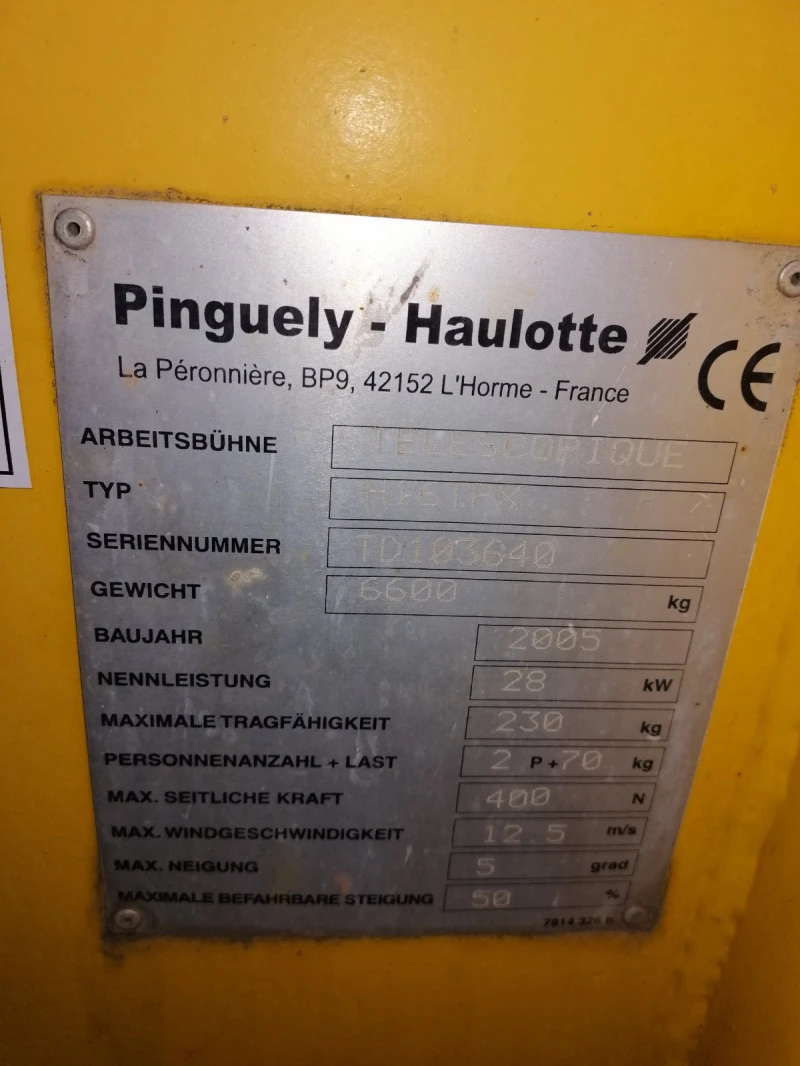 Pinguely - Haulotte
CE
La Péronnière, BP9, 42152 L'Horme - France
ARBEITSBÜHNE TELESCOPIQUE
TYP
SERIENNUMMER TD103640
GEWICHT 6600 kg
BAUJAHR 2005
NENNLEISTUNG 28 kW
MAXIMALE TRAGFÄHIGKEIT 230 kg
PERSONNENANZAHL + LAST 2 P + 70 kg
MAX. SEITLICHE KRAFT 400 N
MAX. WINDGESCHWINDIGKEIT 12.5 m/s
MAX. NEIGUNG 5 grad
MAXIMALE BEFAHRBARE STEIGUNG 50 %
7814 326